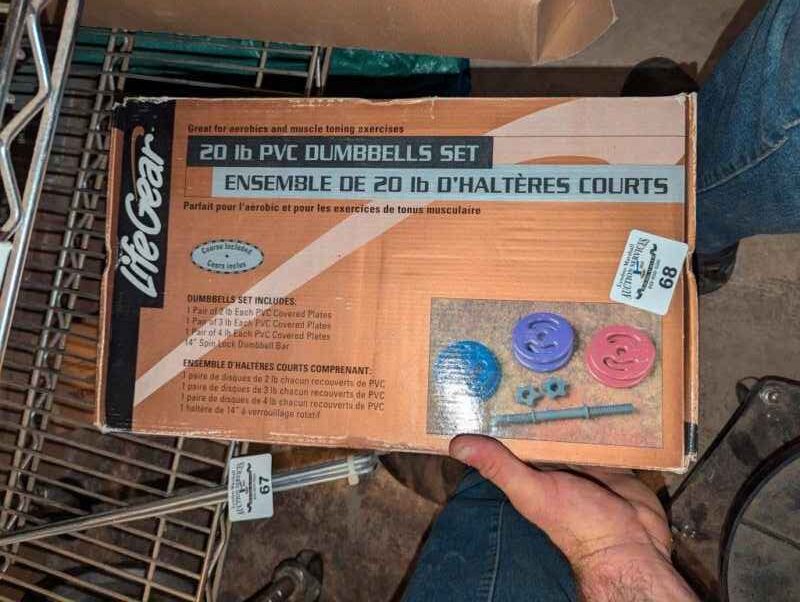 LifeGear
Great for aerobics and muscle toning exercises
20 lb PVC DUMBBELLS SET
ENSEMBLE DE 20 lb D'HALTÈRES COURTS
Parfait pour l'aérobic et pour les exercices de tonus musculaire
Course Included
•
Cours inclus
DUMBBELLS SET INCLUDES:
1 Pair of 2 lb Each PVC Covered Plates
1 Pair of 3 lb Each PVC Covered Plates
1 Pair of 4 lb Each PVC Covered Plates
14" Spin Lock Dumbbell Bar
ENSEMBLE D'HALTERES COURTS COMPRENANT:
1 paire de disques de 2 lb chacun recouverts de PVC
1 paire de disques de 3 lb chacun recouverts de PVC
1 paire de disques de 4 lb chacun recouverts de PVC
1 haltère de 14" à verrouillage rotatif
Lyndon Marshall
AUCTION SERVICES
68
67